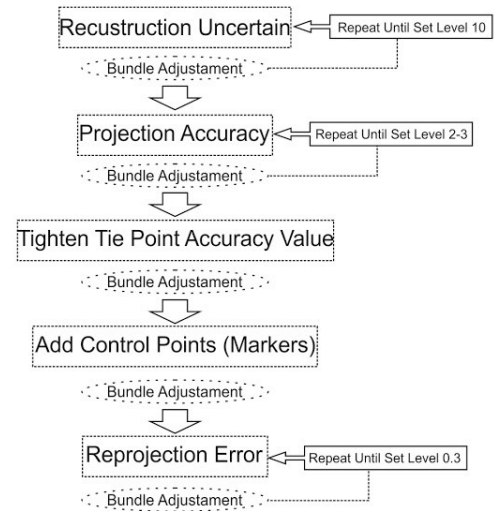 Recustruction Uncertain
Repeat Until Set Level 10
Bundle Adjustament
Projection Accuracy
Repeat Until Set Level 2-3
Bundle Adjustament
Tighten Tie Point Accuracy Value
Bundle Adjustament
Add Control Points (Markers)
Bundle Adjustament
Reprojection Error
Repeat Until Set Level 0.3
Bundle Adjustament